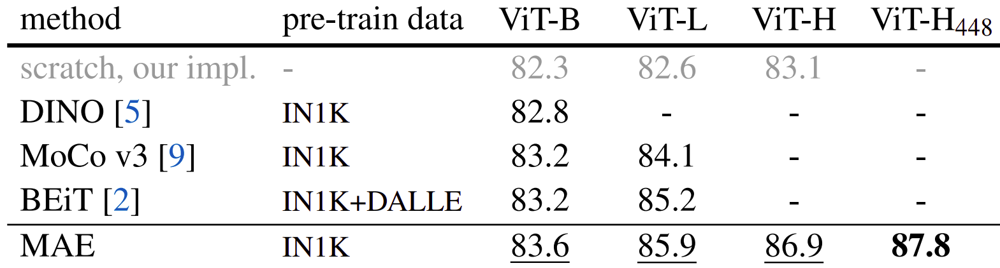 method pre-train data ViT-B ViT-L ViT-H ViT-H448
scratch, our impl. - 82.3 82.6 83.1 -
DINO [5] IN1K 82.8 - - -
MoCo v3 [9] IN1K 83.2 84.1 - -
BEiT [2] IN1K+DALLE 83.2 85.2 - -
MAE IN1K 83.6 85.9 86.9 87.8